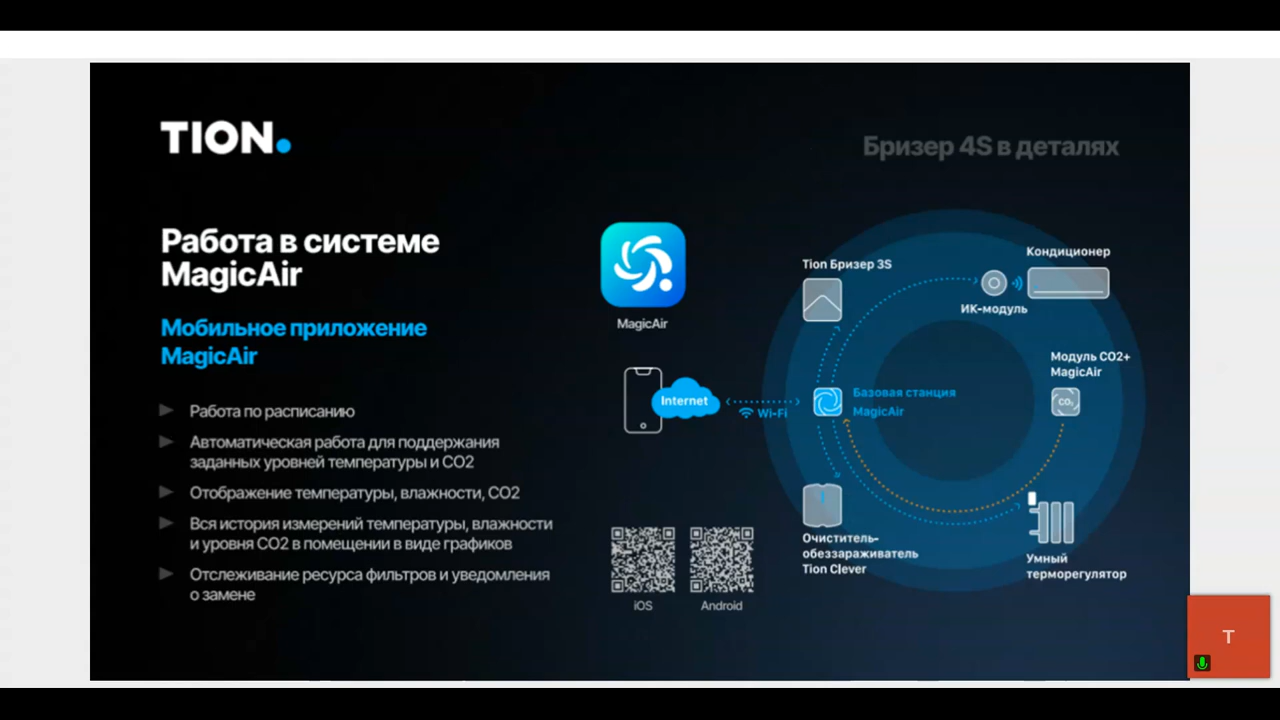 TION.
Бризер 4S в деталях
Работа в системе
MagicAir
Мобильное приложение
MagicAir
Работа по расписанию
Автоматическая работа для поддержания
заданных уровней температуры и CO2
Отображение температуры, влажности, CO2
Вся история измерений температуры, влажности
и уровня CO2 в помещении в виде графиков
Отслеживание ресурса фильтров и уведомления
о замене
MagicAir
Internet
Wi-Fi
iOS
Android
Tion Бризер 3S
Кондиционер
ИК-модуль
Модуль CO2+
MagicAir
CO₂
Базовая станция
MagicAir
Очиститель-
обеззараживатель
Tion Clever
Умный
терморегулятор
T